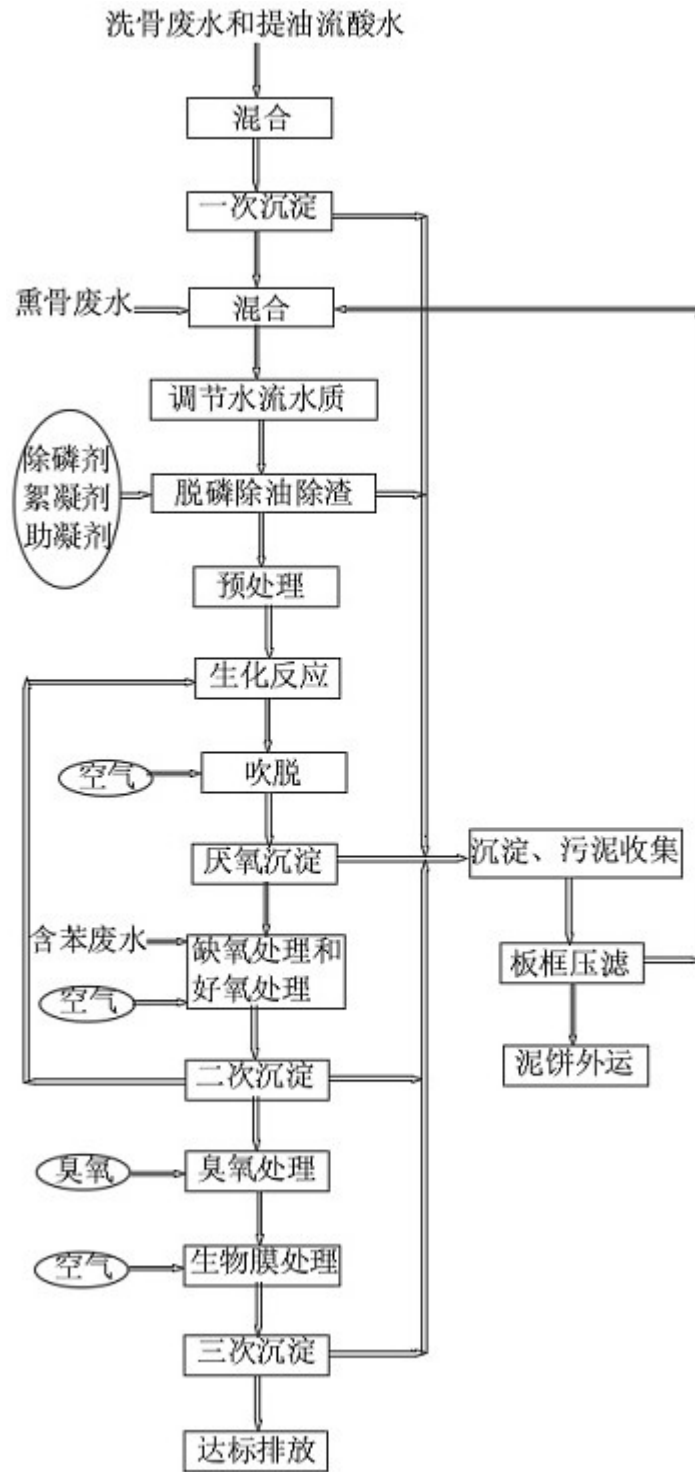 洗骨废水和提油流酸水
混合
一次沉淀
熏骨废水
混合
调节水流水质
除磷剂
絮凝剂
助凝剂
脱磷除油除渣
预处理
生化反应
空气
吹脱
厌氧沉淀
沉淀、污泥收集
含苯废水
缺氧处理和
好氧处理
空气
板框压滤
泥饼外运
二次沉淀
臭氧
臭氧处理
空气
生物膜处理
三次沉淀
达标排放